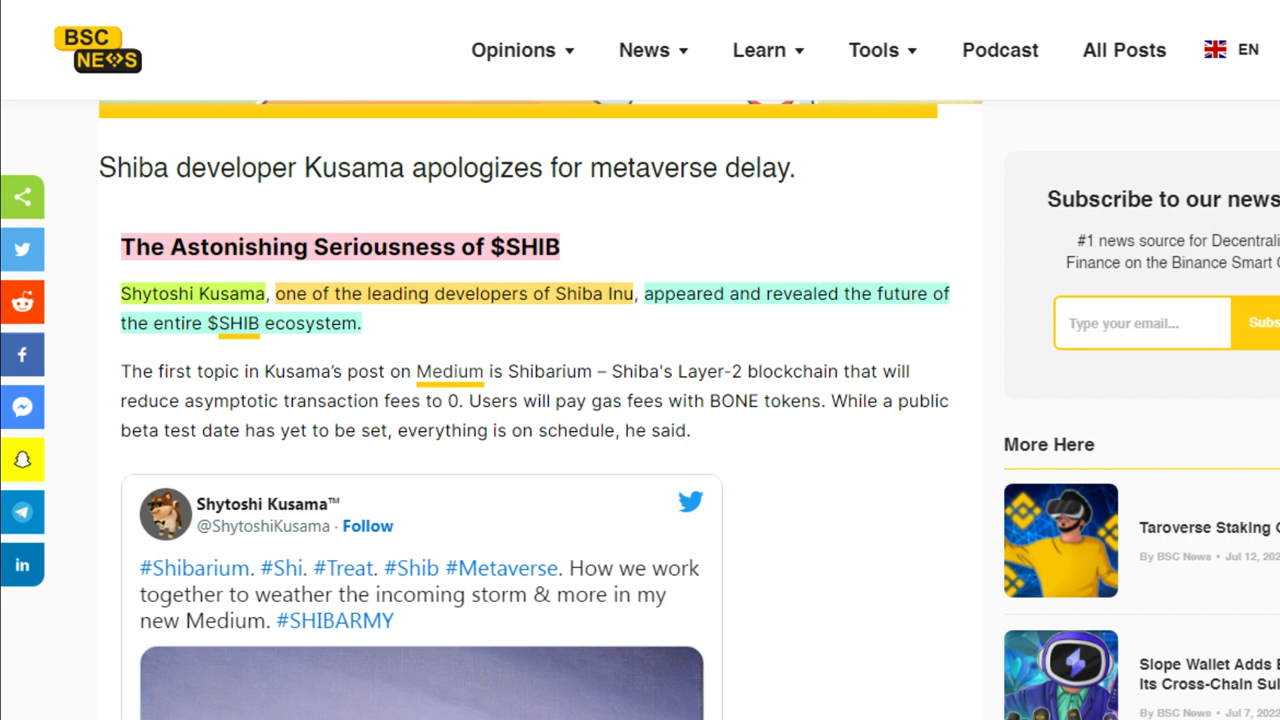 BSC
NEWS
Opinions
News
Learn
Tools
Podcast
All Posts
EN
Shiba developer Kusama apologizes for metaverse delay.
The Astonishing Seriousness of $SHIB
Shytoshi Kusama, one of the leading developers of Shiba Inu, appeared and revealed the future of
the entire $SHIB ecosystem.
The first topic in Kusama’s post on Medium is Shibarium – Shiba's Layer-2 blockchain that will
reduce asymptotic transaction fees to 0. Users will pay gas fees with BONE tokens. While a public
beta test date has yet to be set, everything is on schedule, he said.
Shytoshi Kusama™
@ShytoshiKusama · Follow
#Shibarium. #Shi. #Treat. #Shib #Metaverse. How we work
together to weather the incoming storm & more in my
new Medium. #SHIBARMY
Subscribe to our news
#1 news source for Decentrali
Finance on the Binance Smart C
Type your email...
Subs
More Here
Taroverse Staking
By BSC News • Jul 12, 202
Slope Wallet Adds
Its Cross-Chain Su
By BSC News • Jul 7, 2022